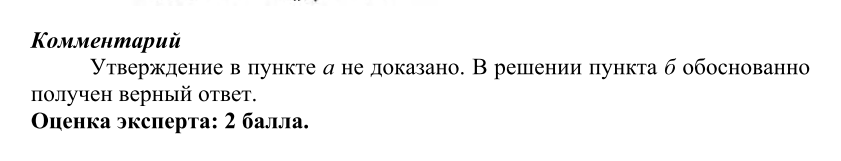 Комментарий
Утверждение в пункте а не доказано. В решении пункта б обоснованно
получен верный ответ.
Оценка эксперта: 2 балла.